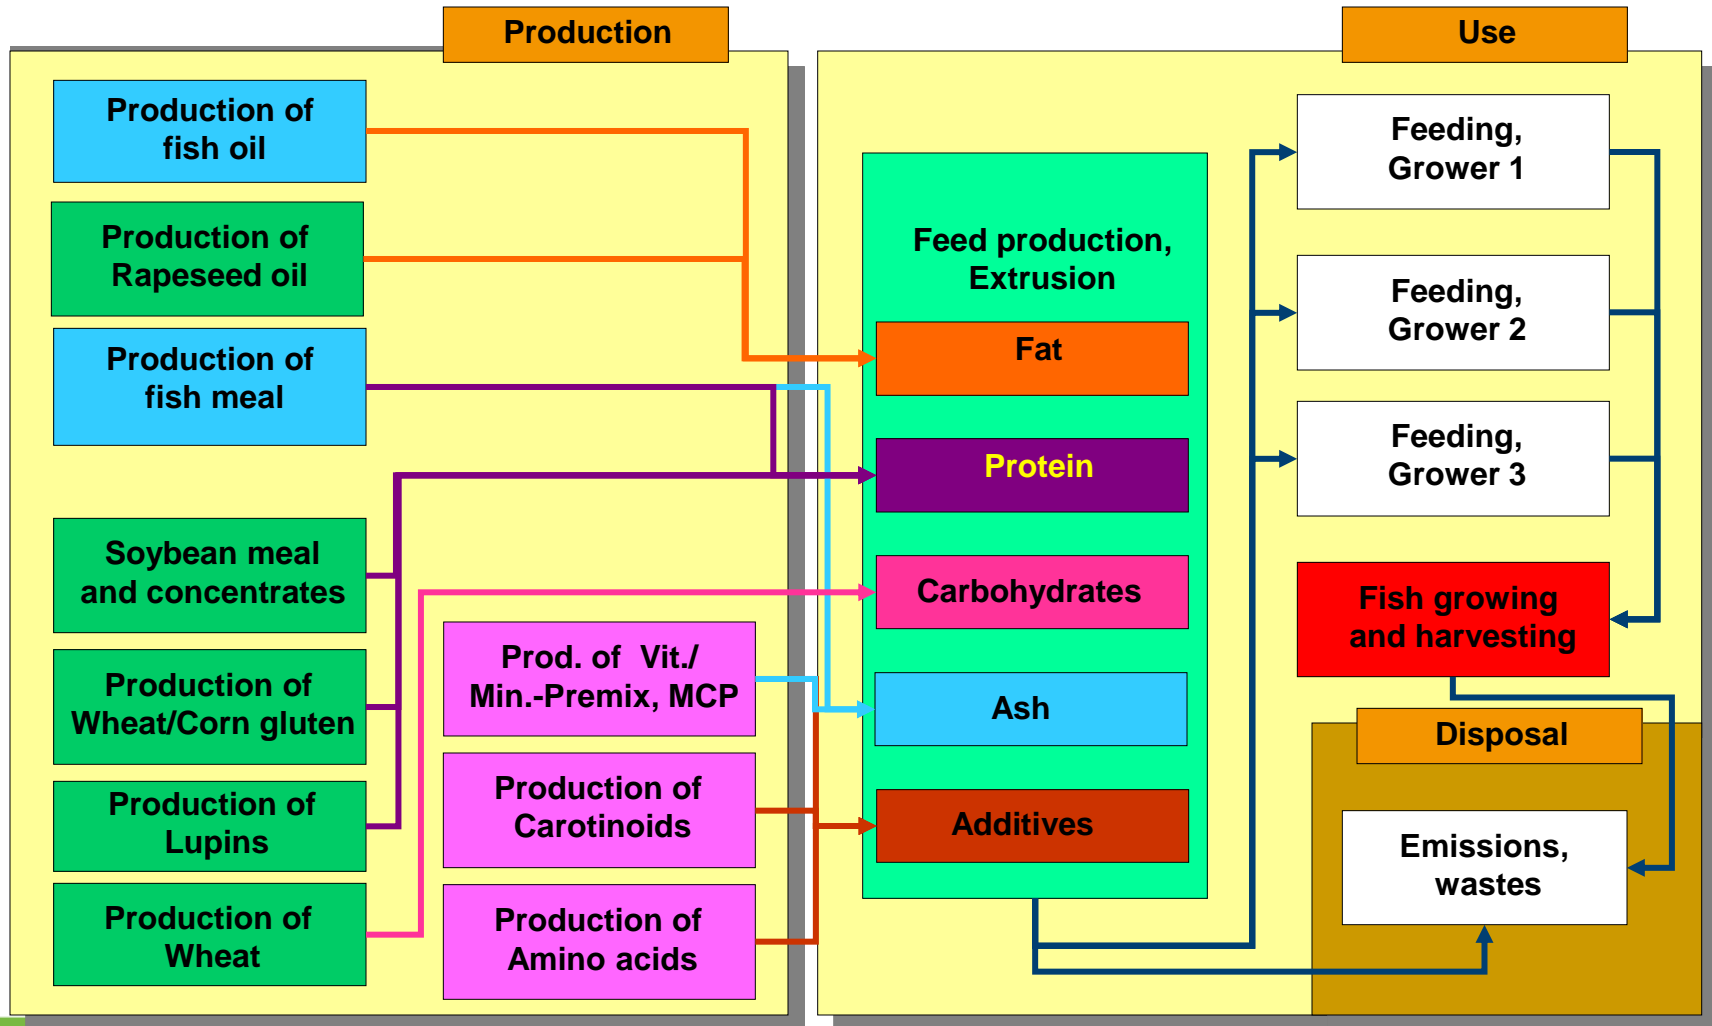 Production
Production of
fish oil
Production of
Rapeseed oil
Production of
fish meal
Soybean meal
and concentrates
Production of
Wheat/Corn gluten
Production of
Lupins
Production of
Wheat
Prod. of Vit./
Min.-Premix, MCP
Production of
Carotinoids
Production of
Amino acids
Use
Feed production,
Extrusion
Fat
Protein
Carbohydrates
Ash
Additives
Feeding,
Grower 1
Feeding,
Grower 2
Feeding,
Grower 3
Fish growing
and harvesting
Disposal
Emissions,
wastes